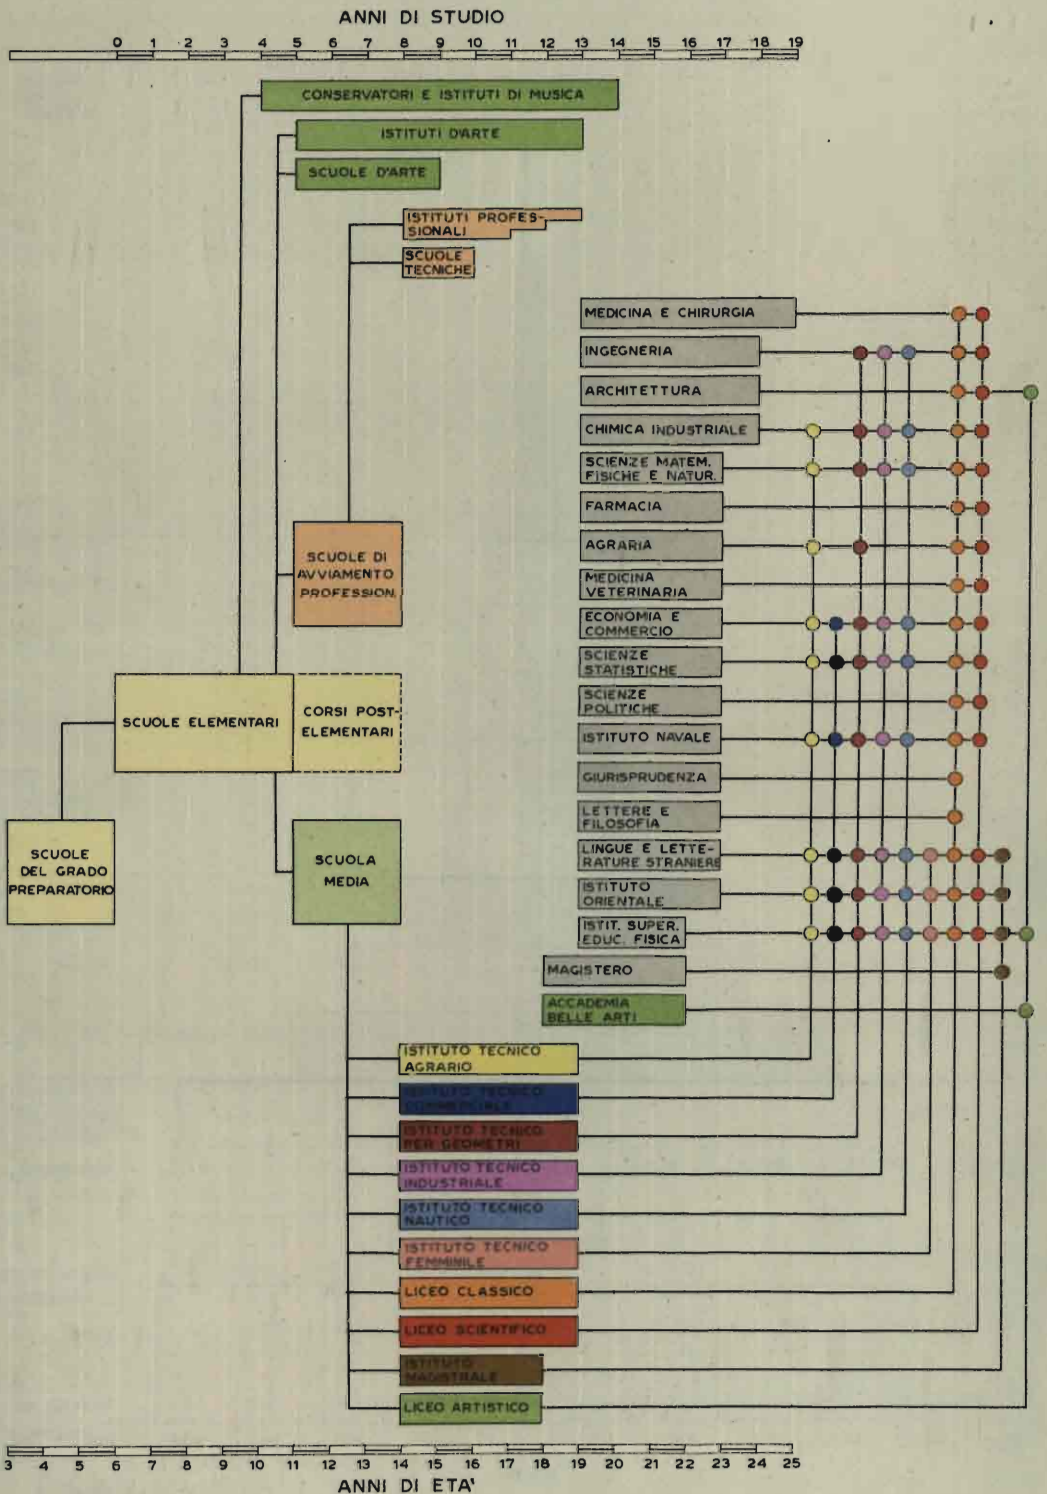 ANNI DI STUDIO
0 1 2 3 4 5 6 7 8 9 10 11 12 13 14 15 16 17 18 19
CONSERVATORI E ISTITUTI DI MUSICA
ISTITUTI D'ARTE
SCUOLE D'ARTE
ISTITUTI PROFES-
SIONALI
SCUOLE
TECNICHE
MEDICINA E CHIRURGIA
INGEGNERIA
ARCHITETTURA
CHIMICA INDUSTRIALE
SCIENZE MATEM.
FISICHE E NATUR.
FARMACIA
AGRARIA
MEDICINA
VETERINARIA
ECONOMIA E
COMMERCIO
SCIENZE
STATISTICHE
SCIENZE
POLITICHE
ISTITUTO NAVALE
GIURISPRUDENZA
LETTERE E
FILOSOFIA
LINGUE E LETTE-
RATURE STRANIERE
ISTITUTO
ORIENTALE
ISTIT. SUPER.
EDUC. FISICA
MAGISTERO
ACCADEMIA
BELLE ARTI
SCUOLE DI
AVVIAMENTO
PROFESSION.
SCUOLE ELEMENTARI
CORSI POST-
ELEMENTARI
SCUOLE
DEL GRADO
PREPARATORIO
SCUOLA
MEDIA
ISTITUTO TECNICO
AGRARIO
ISTITUTO TECNICO
COMMERCIALE
ISTITUTO TECNICO
PER GEOMETRI
ISTITUTO TECNICO
INDUSTRIALE
ISTITUTO TECNICO
NAUTICO
ISTITUTO TECNICO
FEMMINILE
LICEO CLASSICO
LICEO SCIENTIFICO
ISTITUTO
MAGISTRALE
LICEO ARTISTICO
3 4 5 6 7 8 9 10 11 12 13 14 15 16 17 18 19 20 21 22 23 24 25
ANNI DI ETA'